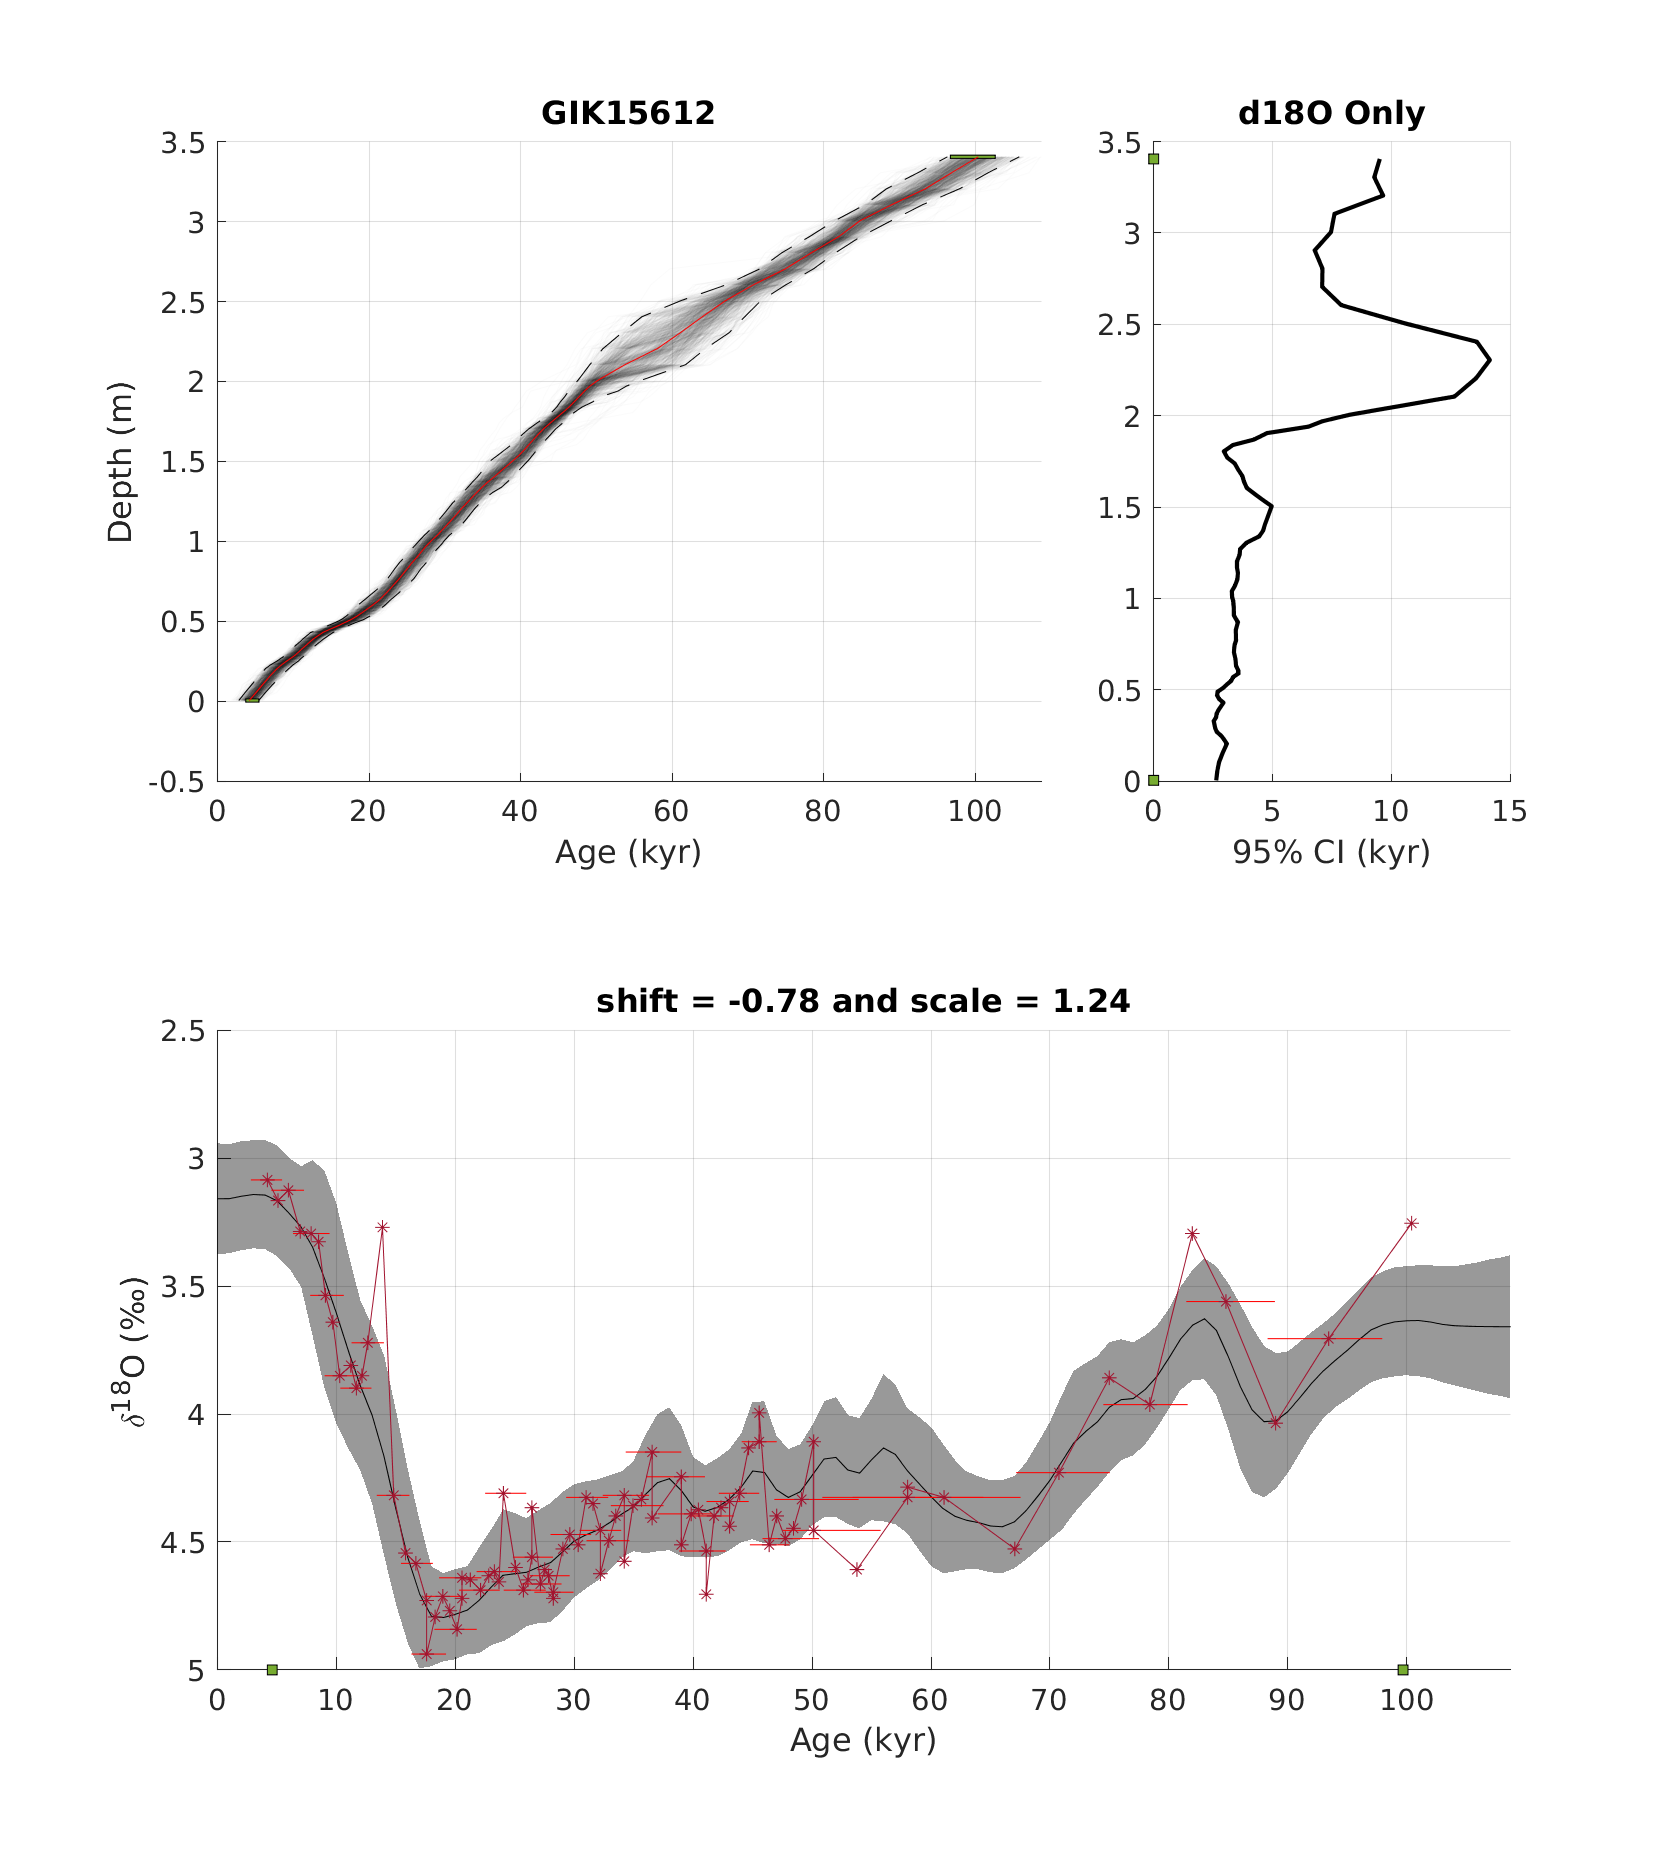 GIK15612
3.5
3
2.5
2
1.5
1
0.5
0
-0.5
Depth (m)
0 20 40 60 80 100
Age (kyr)
d18O Only
3.5
3
2.5
2
1.5
1
0.5
0
0 5 10 15
95% CI (kyr)
shift = -0.78 and scale = 1.24
2.5
3
3.5
4
4.5
5
δ18O (‰)
0 10 20 30 40 50 60 70 80 90 100
Age (kyr)